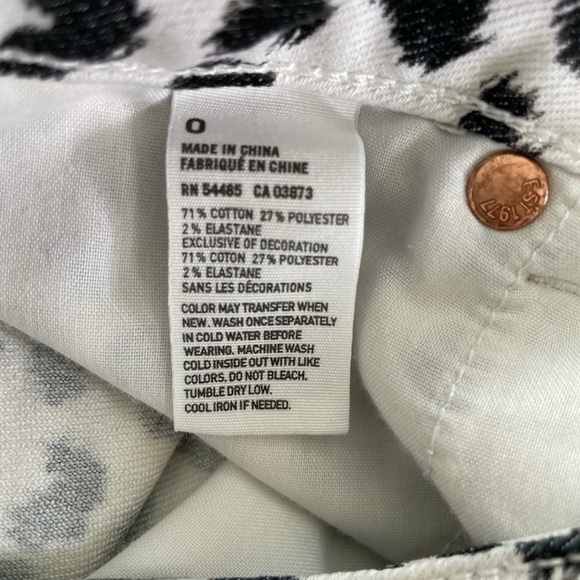 0
MADE IN CHINA
FABRIQUÉ EN CHINE
RN 54485 CA 03873
71% COTTON 27% POLYESTER
2% ELASTANE
EXCLUSIVE OF DECORATION
71% COTON 27% POLYESTER
2% ELASTANE
SANS LES DÉCORATIONS
COLOR MAY TRANSFER WHEN
NEW. WASH ONCE SEPARATELY
IN COLD WATER BEFORE
WEARING. MACHINE WASH
COLD INSIDE OUT WITH LIKE
COLORS. DO NOT BLEACH.
TUMBLE DRY LOW.
COOL IRON IF NEEDED.
EST 1977